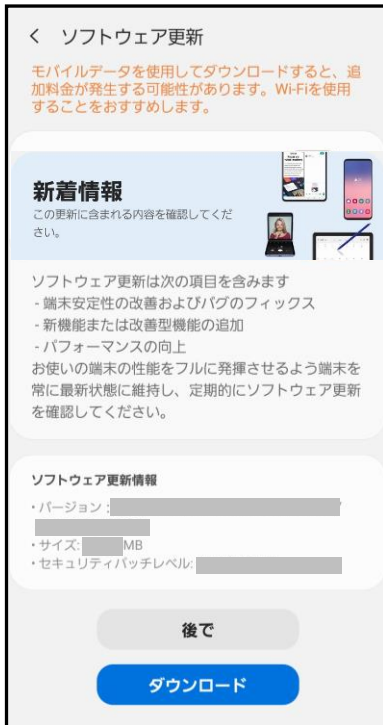 ソフトウェア更新
モバイルデータを使用してダウンロードすると、追
加料金が発生する可能性があります。Wi-Fiを使用
することをおすすめします。
新着情報
この更新に含まれる内容を確認してくだ
さい。
ソフトウェア更新は次の項目を含みます
- 端末安定性の改善およびバグのフィックス
- 新機能または改善型機能の追加
- パフォーマンスの向上
お使いの端末の性能をフルに発揮させるよう端末を
常に最新状態に維持し、定期的にソフトウェア更新
を確認してください。
ソフトウェア更新情報
・バージョン : /
・サイズ: MB
・セキュリティパッチレベル:
後で
ダウンロード